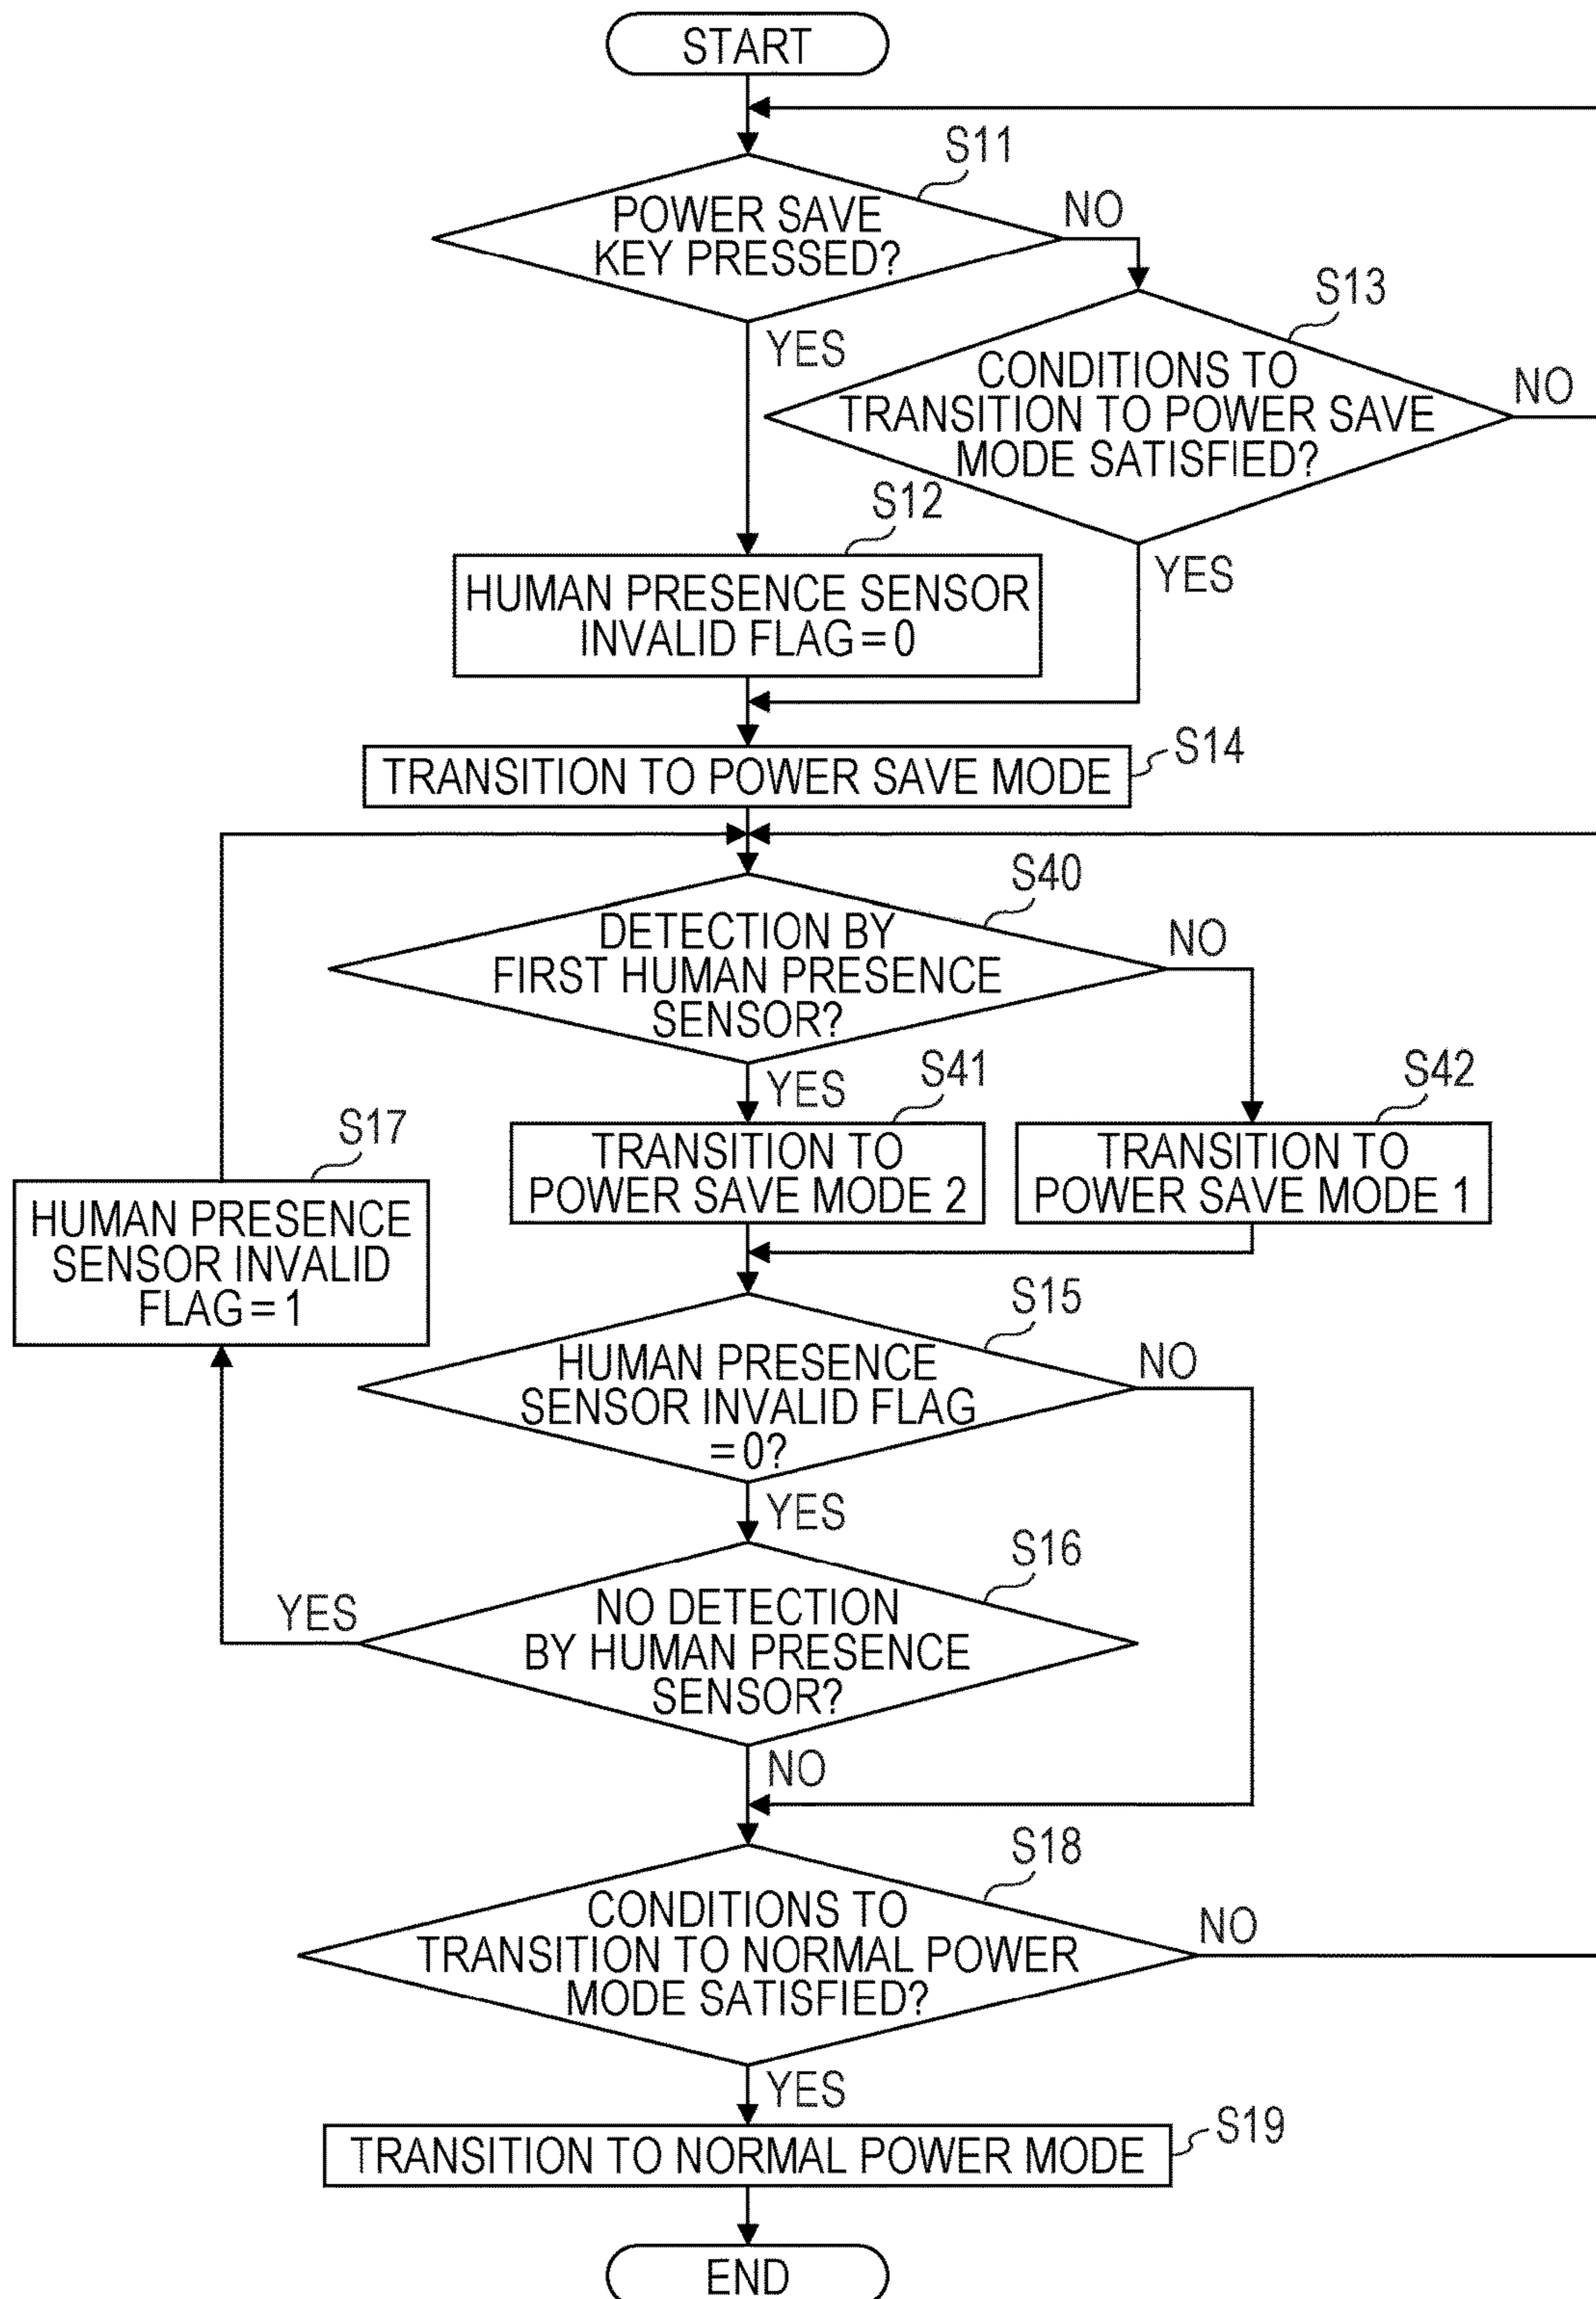 START
S11
POWER SAVE
KEY PRESSED?
NO
YES
S13
CONDITIONS TO
TRANSITION TO POWER SAVE
MODE SATISFIED?
NO
YES
S12
HUMAN PRESENCE SENSOR
INVALID FLAG = 0
TRANSITION TO POWER SAVE MODE
S14
S40
DETECTION BY
FIRST HUMAN PRESENCE
SENSOR?
NO
YES
S41
TRANSITION TO
POWER SAVE MODE 2
S42
TRANSITION TO
POWER SAVE MODE 1
S17
HUMAN PRESENCE
SENSOR INVALID
FLAG = 1
S15
HUMAN PRESENCE
SENSOR INVALID FLAG
= 0?
NO
YES
S16
NO DETECTION
BY HUMAN PRESENCE
SENSOR?
YES
NO
S18
CONDITIONS TO
TRANSITION TO NORMAL POWER
MODE SATISFIED?
NO
YES
TRANSITION TO NORMAL POWER MODE
S19
END